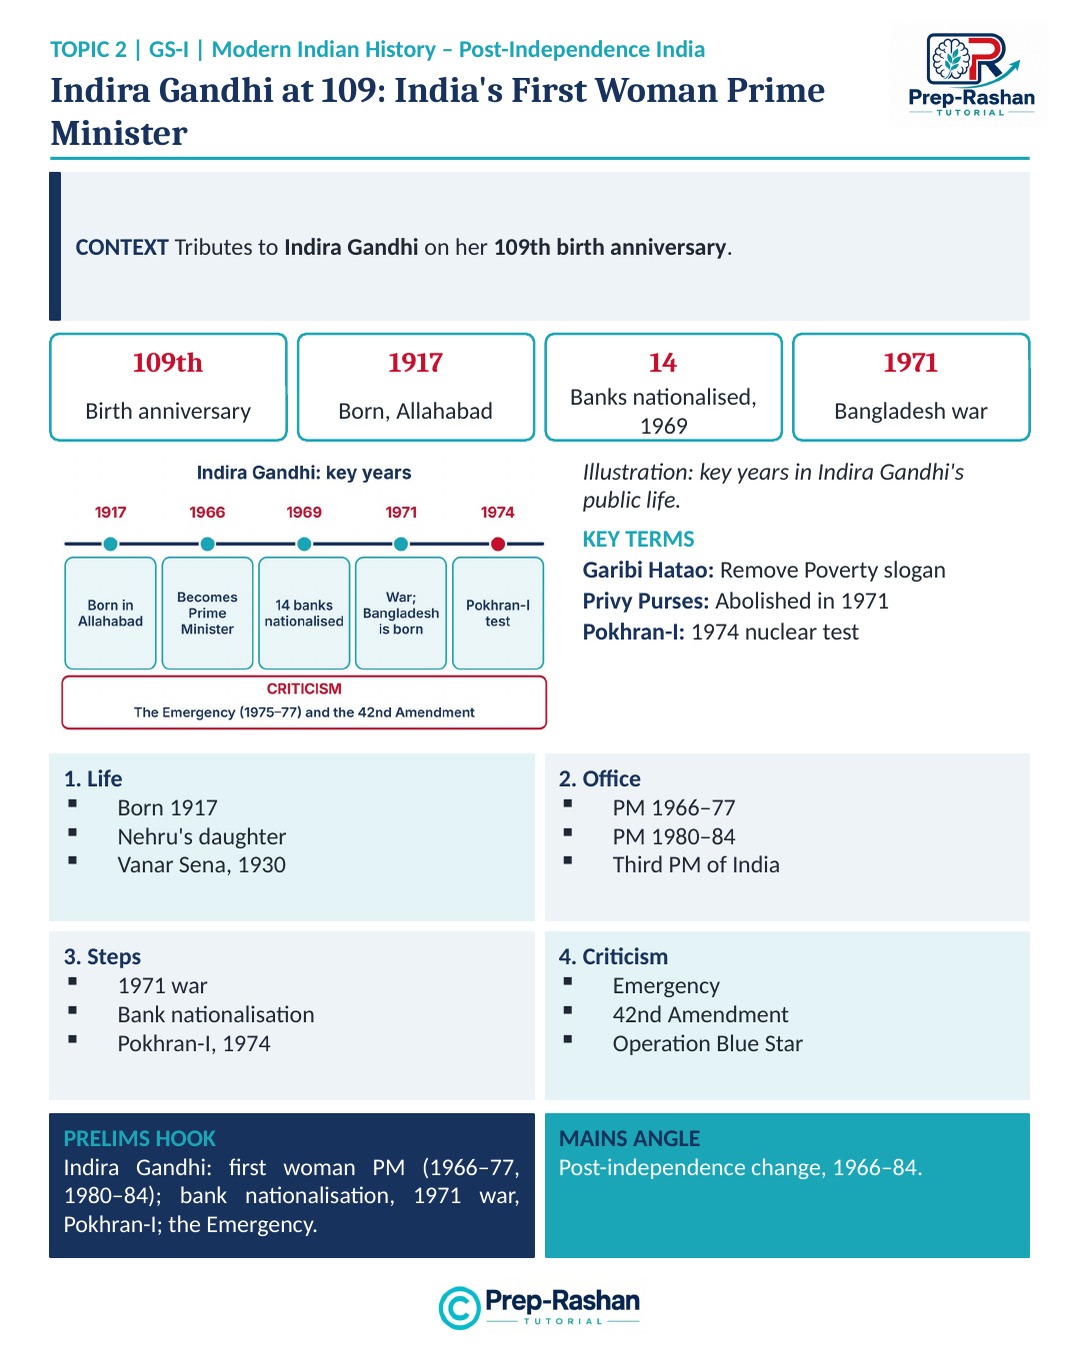 TOPIC 2 | GS-I | Modern Indian History – Post-Independence India
Indira Gandhi at 109: India's First Woman Prime
Minister
Prep-Rashan
TUTORIAL
CONTEXT Tributes to Indira Gandhi on her 109th birth anniversary.
109th
Birth anniversary
1917
Born, Allahabad
14
Banks nationalised,
1969
1971
Bangladesh war
Indira Gandhi: key years
1917
1966
1969
1971
1974
Born in
Allahabad
Becomes
Prime
Minister
14 banks
nationalised
War;
Bangladesh
is born
Pokhran-I
test
CRITICISM
The Emergency (1975–77) and the 42nd Amendment
Illustration: key years in Indira Gandhi's
public life.
KEY TERMS
Garibi Hatao: Remove Poverty slogan
Privy Purses: Abolished in 1971
Pokhran-I: 1974 nuclear test
1. Life
▪ Born 1917
▪ Nehru's daughter
▪ Vanar Sena, 1930
2. Office
▪ PM 1966–77
▪ PM 1980–84
▪ Third PM of India
3. Steps
▪ 1971 war
▪ Bank nationalisation
▪ Pokhran-I, 1974
4. Criticism
▪ Emergency
▪ 42nd Amendment
▪ Operation Blue Star
PRELIMS HOOK
Indira Gandhi: first woman PM (1966–77,
1980–84); bank nationalisation, 1971 war,
Pokhran-I; the Emergency.
MAINS ANGLE
Post-independence change, 1966–84.
© Prep-Rashan
TUTORIAL